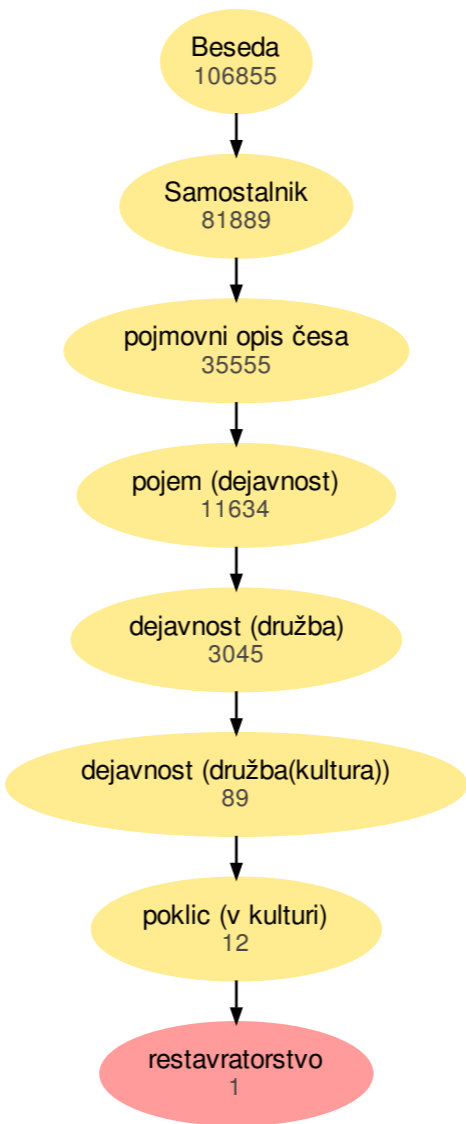 Beseda
106855
Samostalnik
81889
pojmovni opis česa
35555
pojem (dejavnost)
11634
dejavnost (družba)
3045
dejavnost (družba(kultura))
89
poklic (v kulturi)
12
restavratorstvo
1